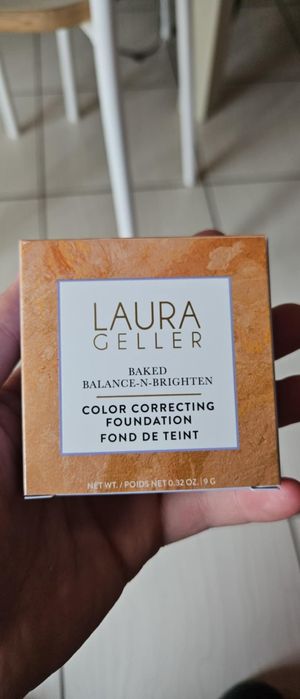 LAURA
GELLER
BAKED
BALANCE-N-BRIGHTEN
COLOR CORRECTING
FOUNDATION
FOND DE TEINT
NET WT. / POIDS NET 0.32 OZ. | 9 G